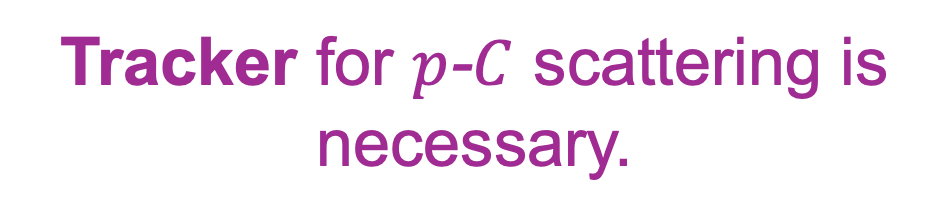 Tracker for p-C scattering is
necessary.